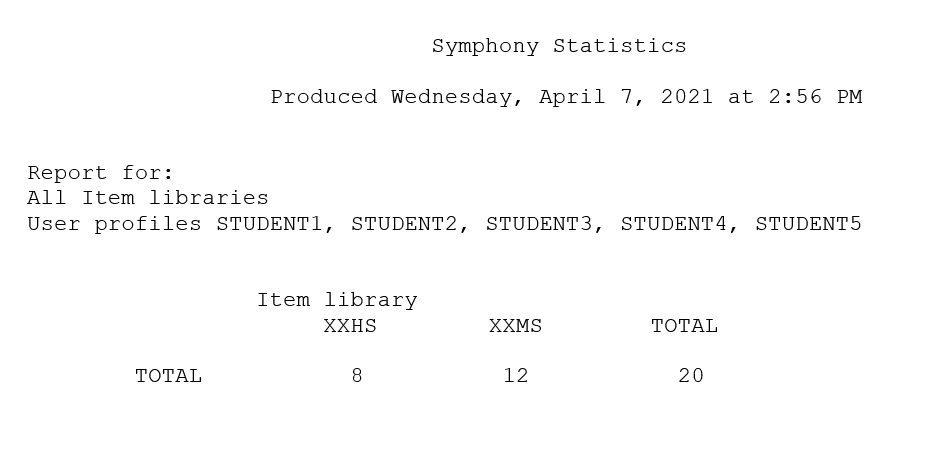 Symphony Statistics
Produced Wednesday, April 7, 2021 at 2:56 PM
Report for:
All Item libraries
User profiles STUDENT1, STUDENT2, STUDENT3, STUDENT4, STUDENT5
Item library
XXHS XXMS TOTAL
TOTAL 8 12 20